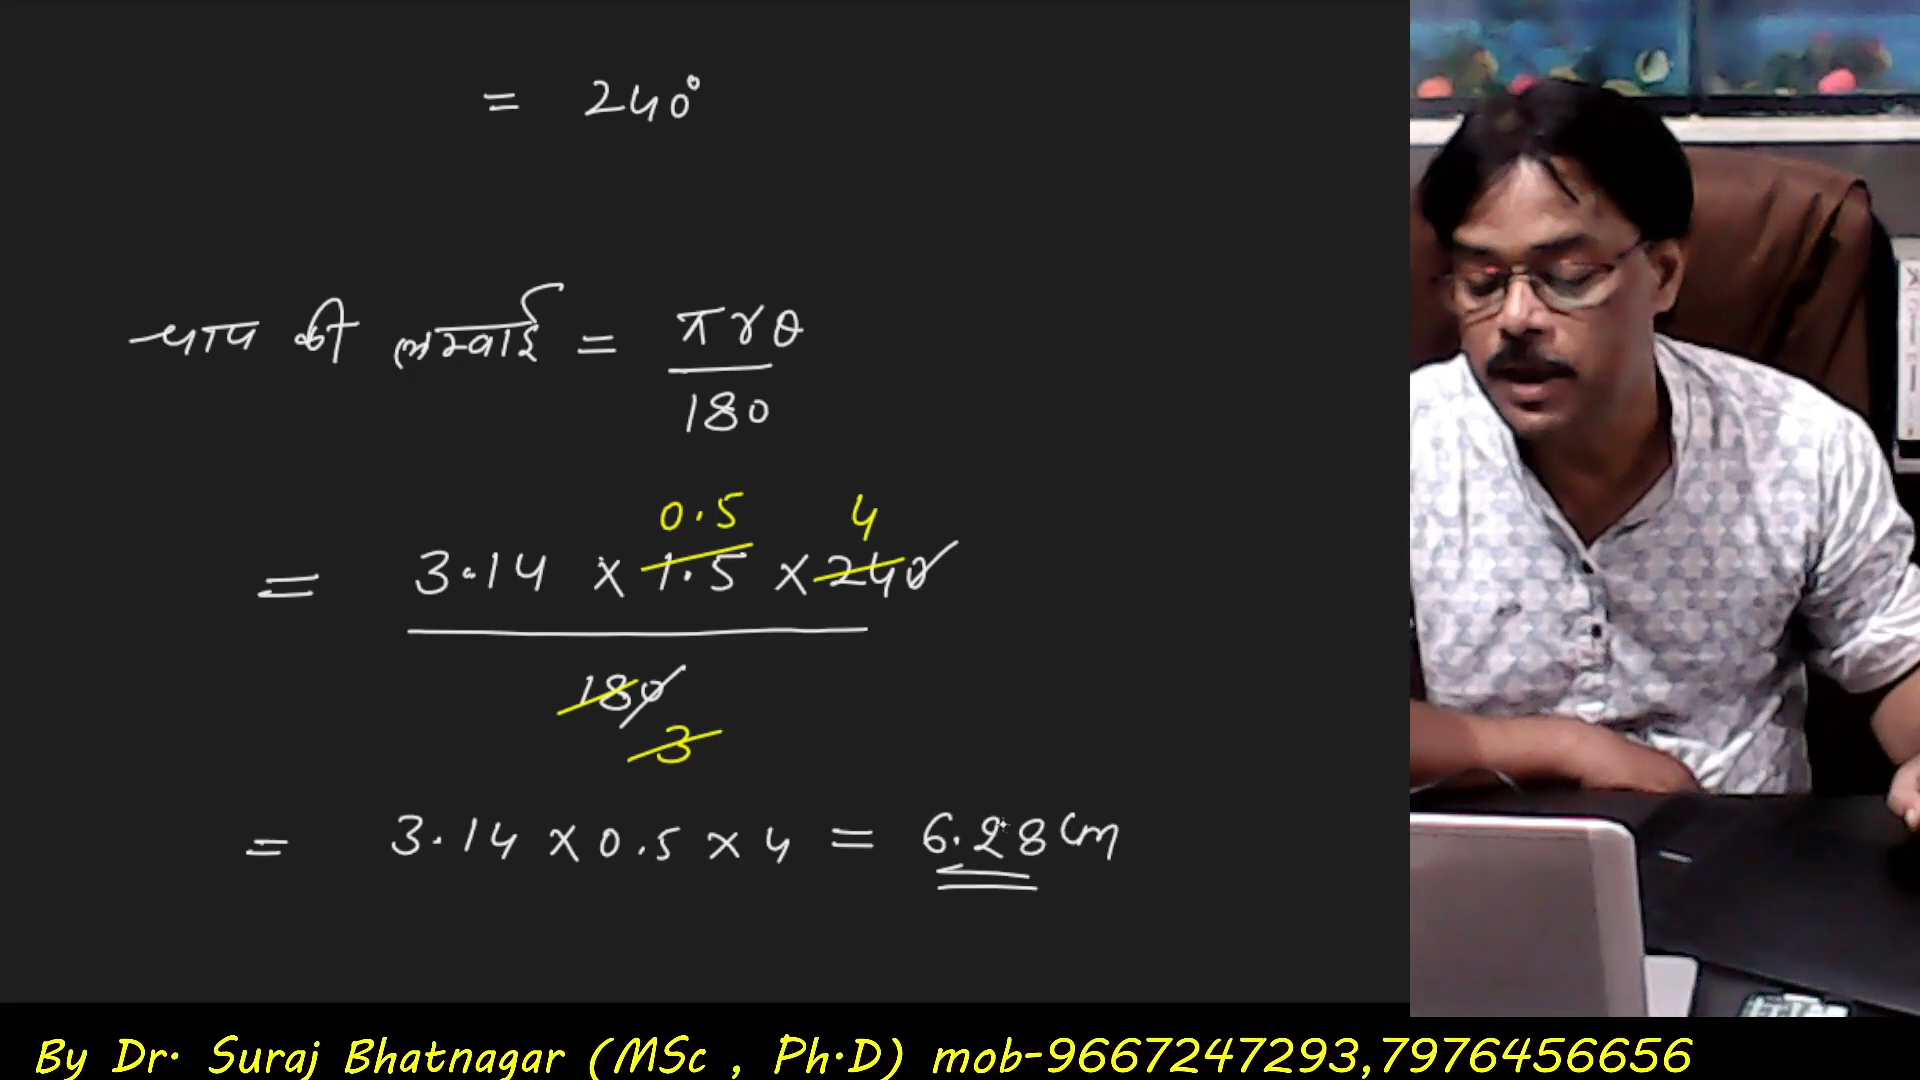 = 240°
चाप की लम्बाई = πrθ
180
0.5 4
= 3.14 x 1.5 x 240
180
3
= 3.14 x 0.5 x 4 = 6.28 cm
By Dr. Suraj Bhatnagar (MSc , Ph.D) mob-9667247293,7976456656